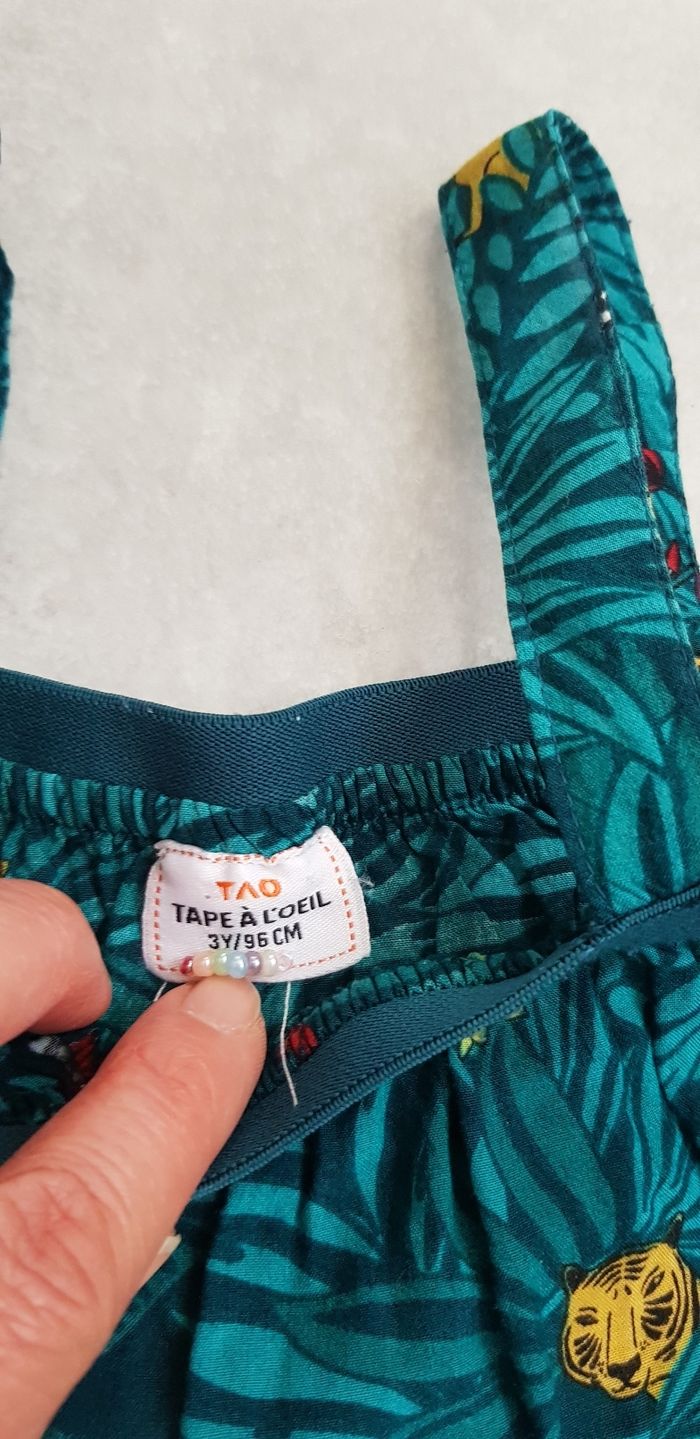 TAO
TAPE À L'OEIL
3Y/96 CM